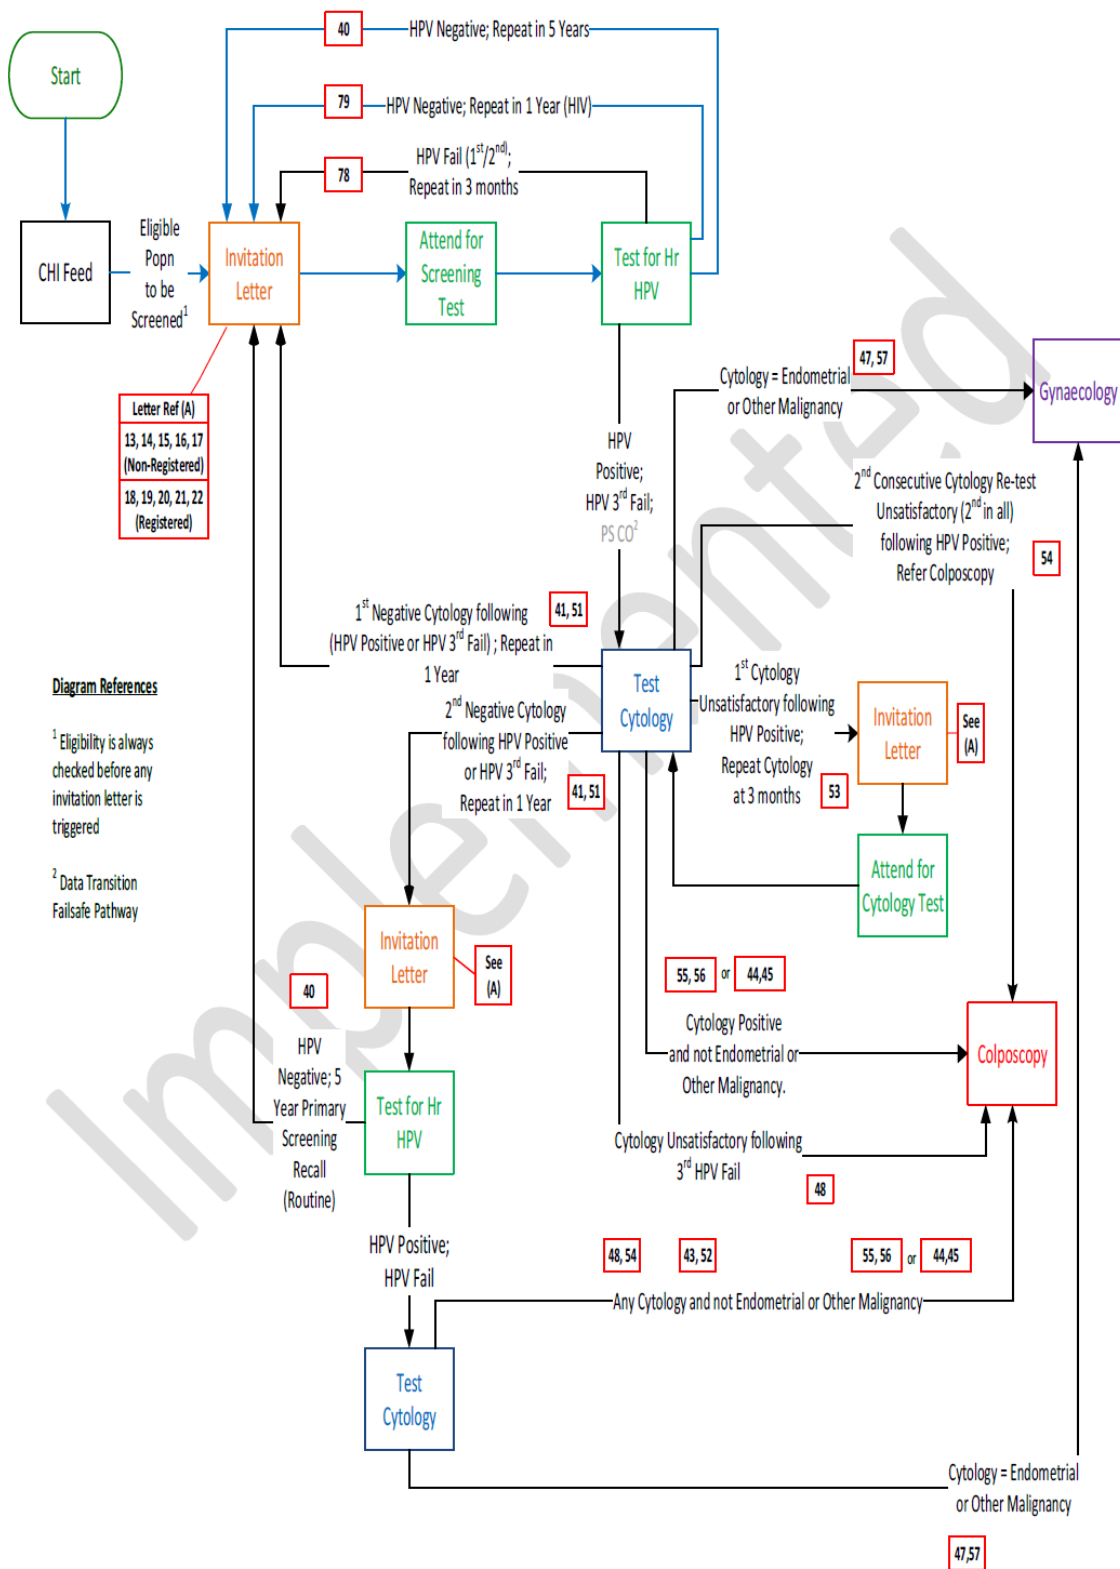 40
HPV Negative; Repeat in 5 Years
Start
79
HPV Negative; Repeat in 1 Year (HIV)
78
HPV Fail (1st/2nd);
Repeat in 3 months
CHI Feed
Eligible
Popn
to be
Screened1
Invitation
Letter
Attend for
Screening
Test
Test for Hr
HPV
Letter Ref (A)
13, 14, 15, 16, 17
(Non-Registered)
18, 19, 20, 21, 22
(Registered)
HPV
Positive;
HPV 3rd Fail;
PS CO2
47, 57
Cytology = Endometrial
or Other Malignancy
Gynaecology
2nd Consecutive Cytology Re-test
Unsatisfactory (2nd in all)
following HPV Positive;
Refer Colposcopy
54
1st Negative Cytology following
(HPV Positive or HPV 3rd Fail) ; Repeat in
1 Year
41, 51
Test
Cytology
1st Cytology
Unsatisfactory following
HPV Positive;
Repeat Cytology
at 3 months
53
Invitation
Letter
See
(A)
Attend for
Cytology Test
Diagram References
1 Eligibility is always
checked before any
invitation letter is
triggered
2 Data Transition
Failsafe Pathway
2nd Negative Cytology
following HPV Positive
or HPV 3rd Fail;
Repeat in 1 Year
41, 51
Invitation
Letter
See
(A)
40
HPV
Negative; 5
Year Primary
Screening
Recall
(Routine)
Test for Hr
HPV
55, 56 or 44,45
Cytology Positive
and not Endometrial or
Other Malignancy.
Colposcopy
Cytology Unsatisfactory following
3rd HPV Fail
48
HPV Positive;
HPV Fail
48, 54
43, 52
55, 56 or 44,45
Any Cytology and not Endometrial or Other Malignancy
Test
Cytology
Cytology = Endometrial
or Other Malignancy
47,57
Implemented